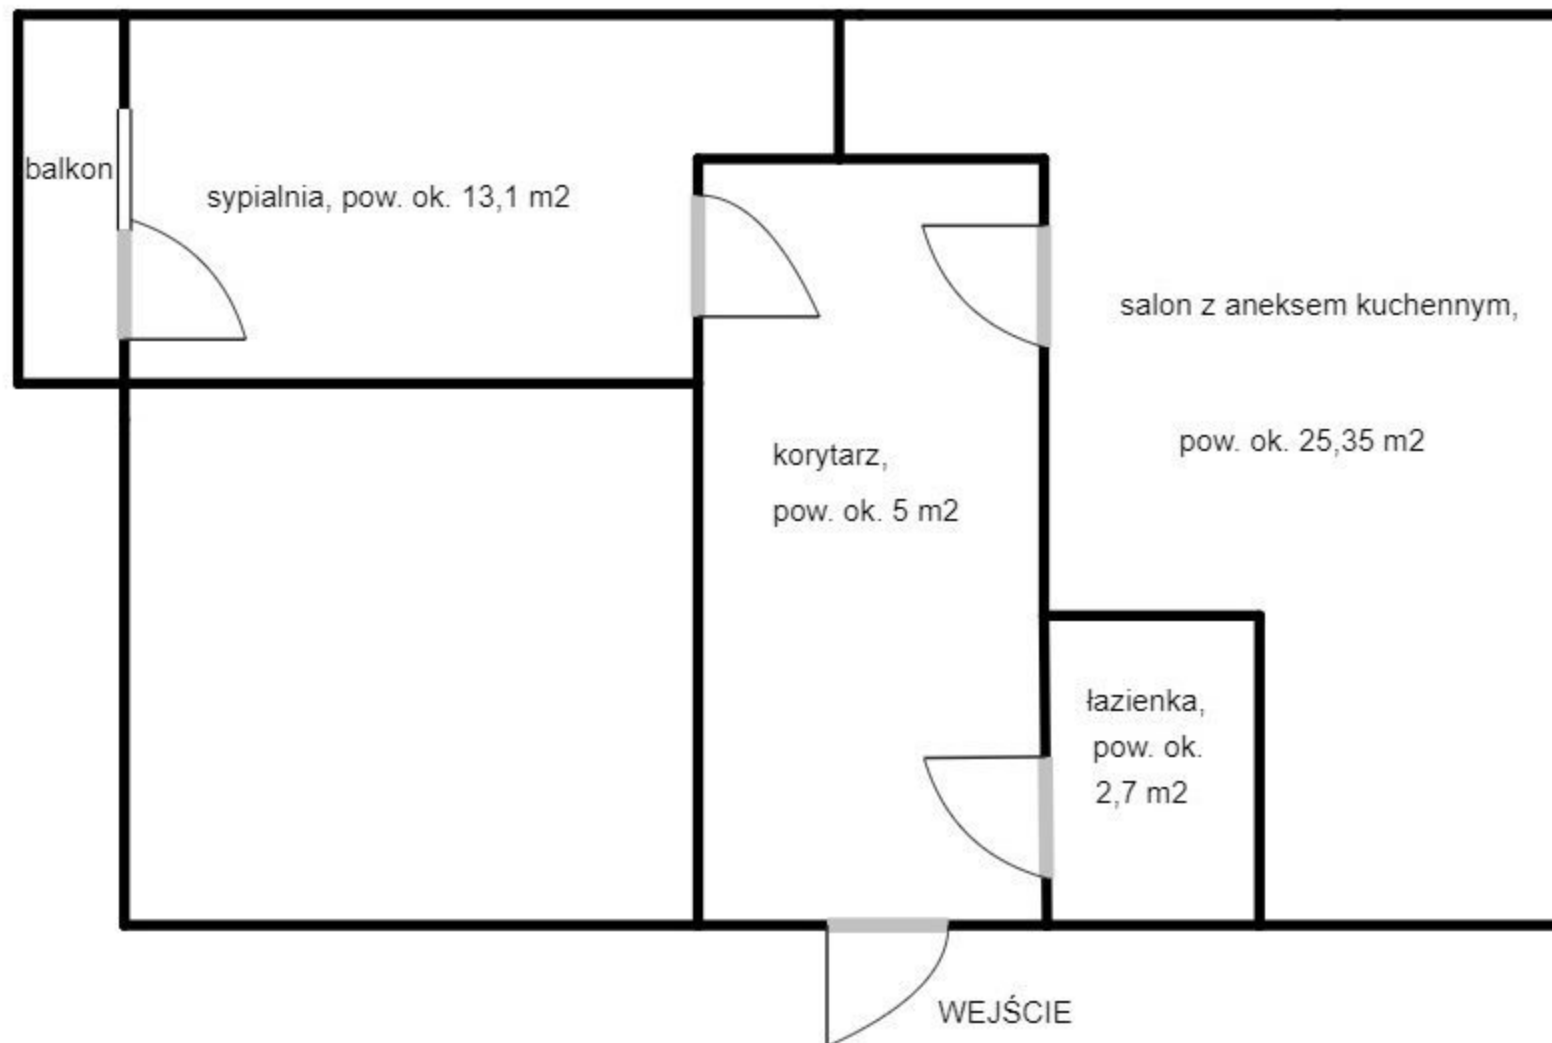 balkon
sypialnia, pow. ok. 13,1 m2
salon z aneksem kuchennym,
pow. ok. 25,35 m2
korytarz,
pow. ok. 5 m2
łazienka,
pow. ok.
2,7 m2
WEJŚCIE